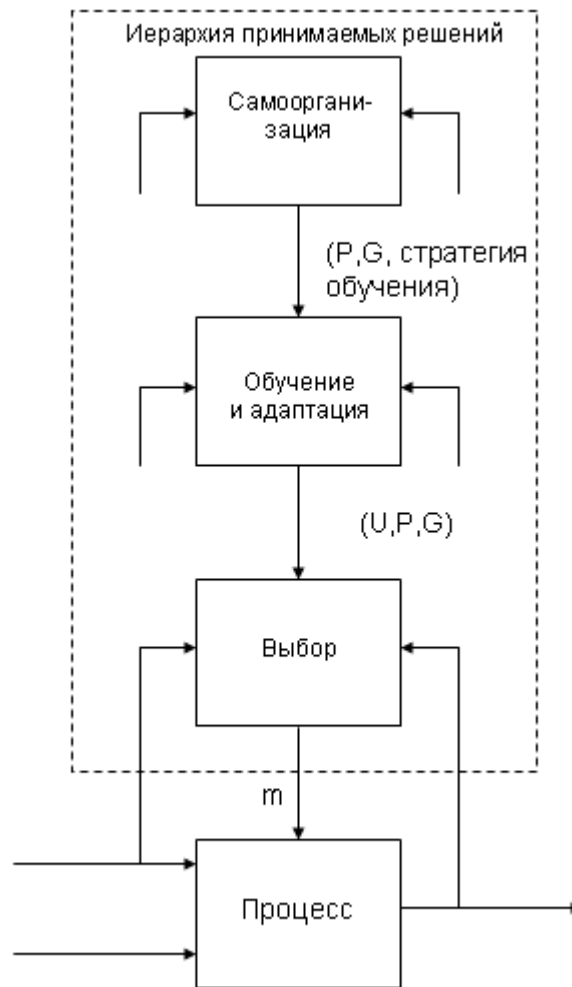 Иерархия принимаемых решений
Самооргани-
зация
(P,G, стратегия
обучения)
Обучение
и адаптация
(U,P,G)
Выбор
m
Процесс